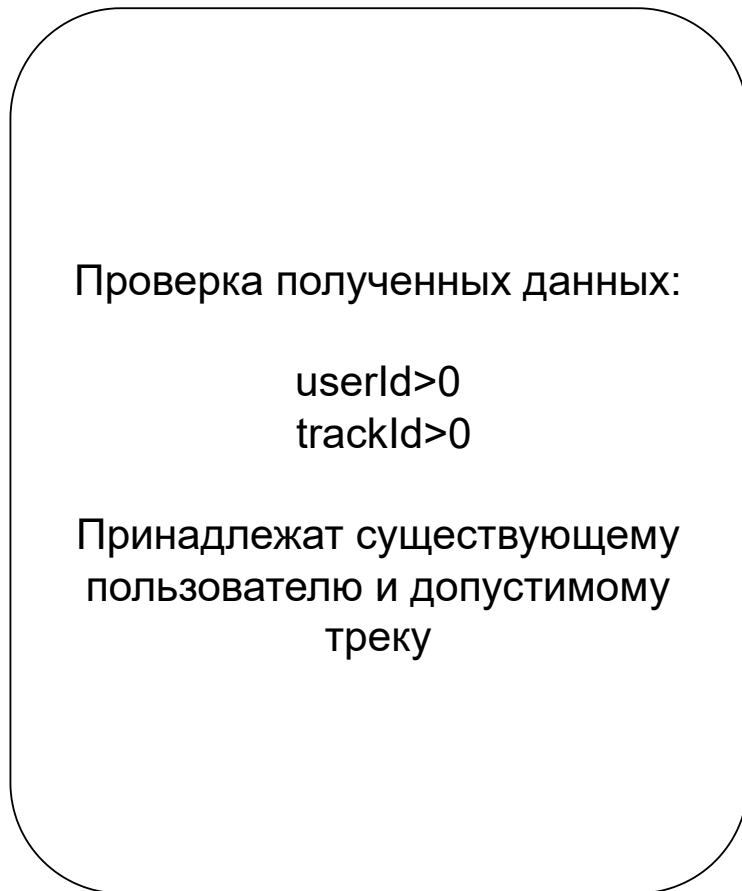 Проверка полученных данных:
userId>0
trackId>0
Принадлежат существующему
пользователю и допустимому
треку